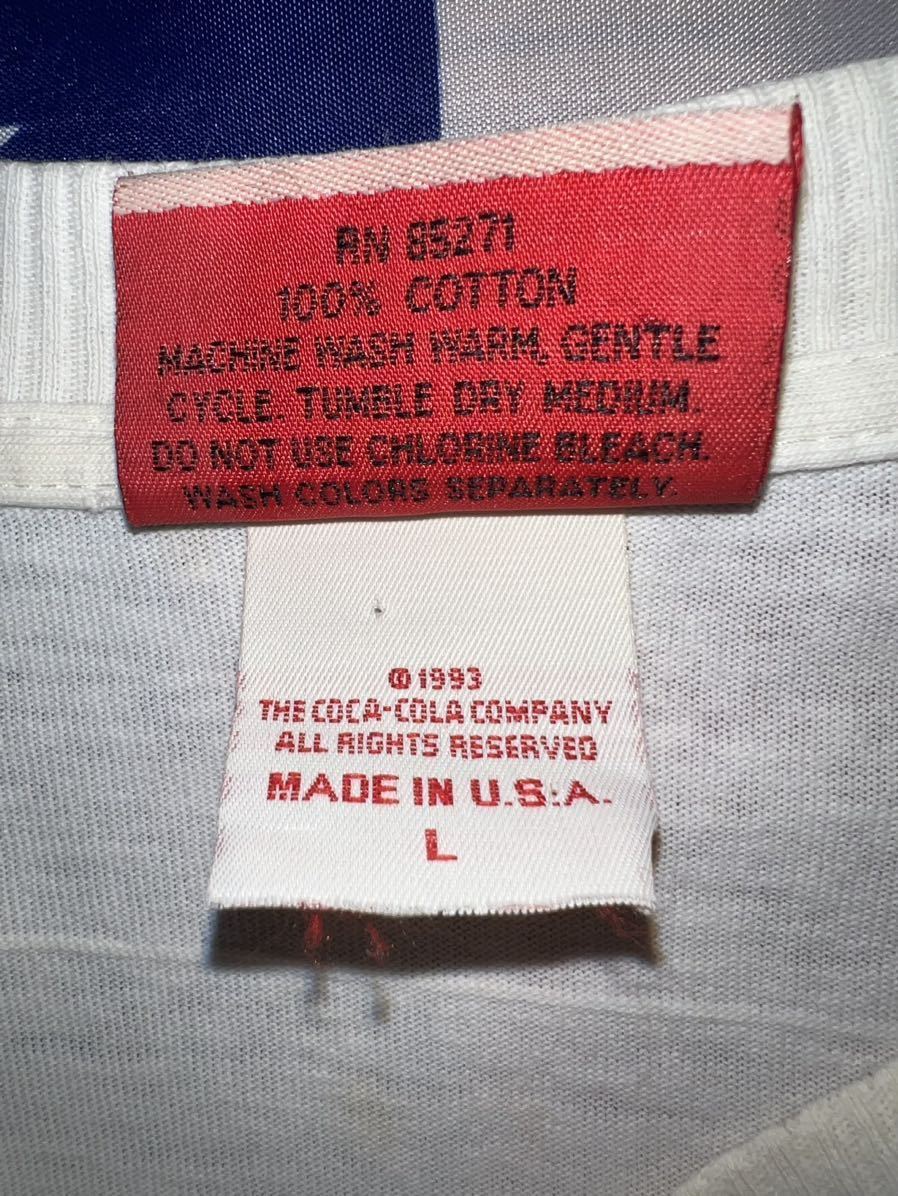 RN 85271
100% COTTON
MACHINE WASH WARM, GENTLE
CYCLE. TUMBLE DRY MEDIUM.
DO NOT USE CHLORINE BLEACH.
WASH COLORS SEPARATELY.
©1993
THE COCA-COLA COMPANY
ALL RIGHTS RESERVED
MADE IN U.S.A.
L